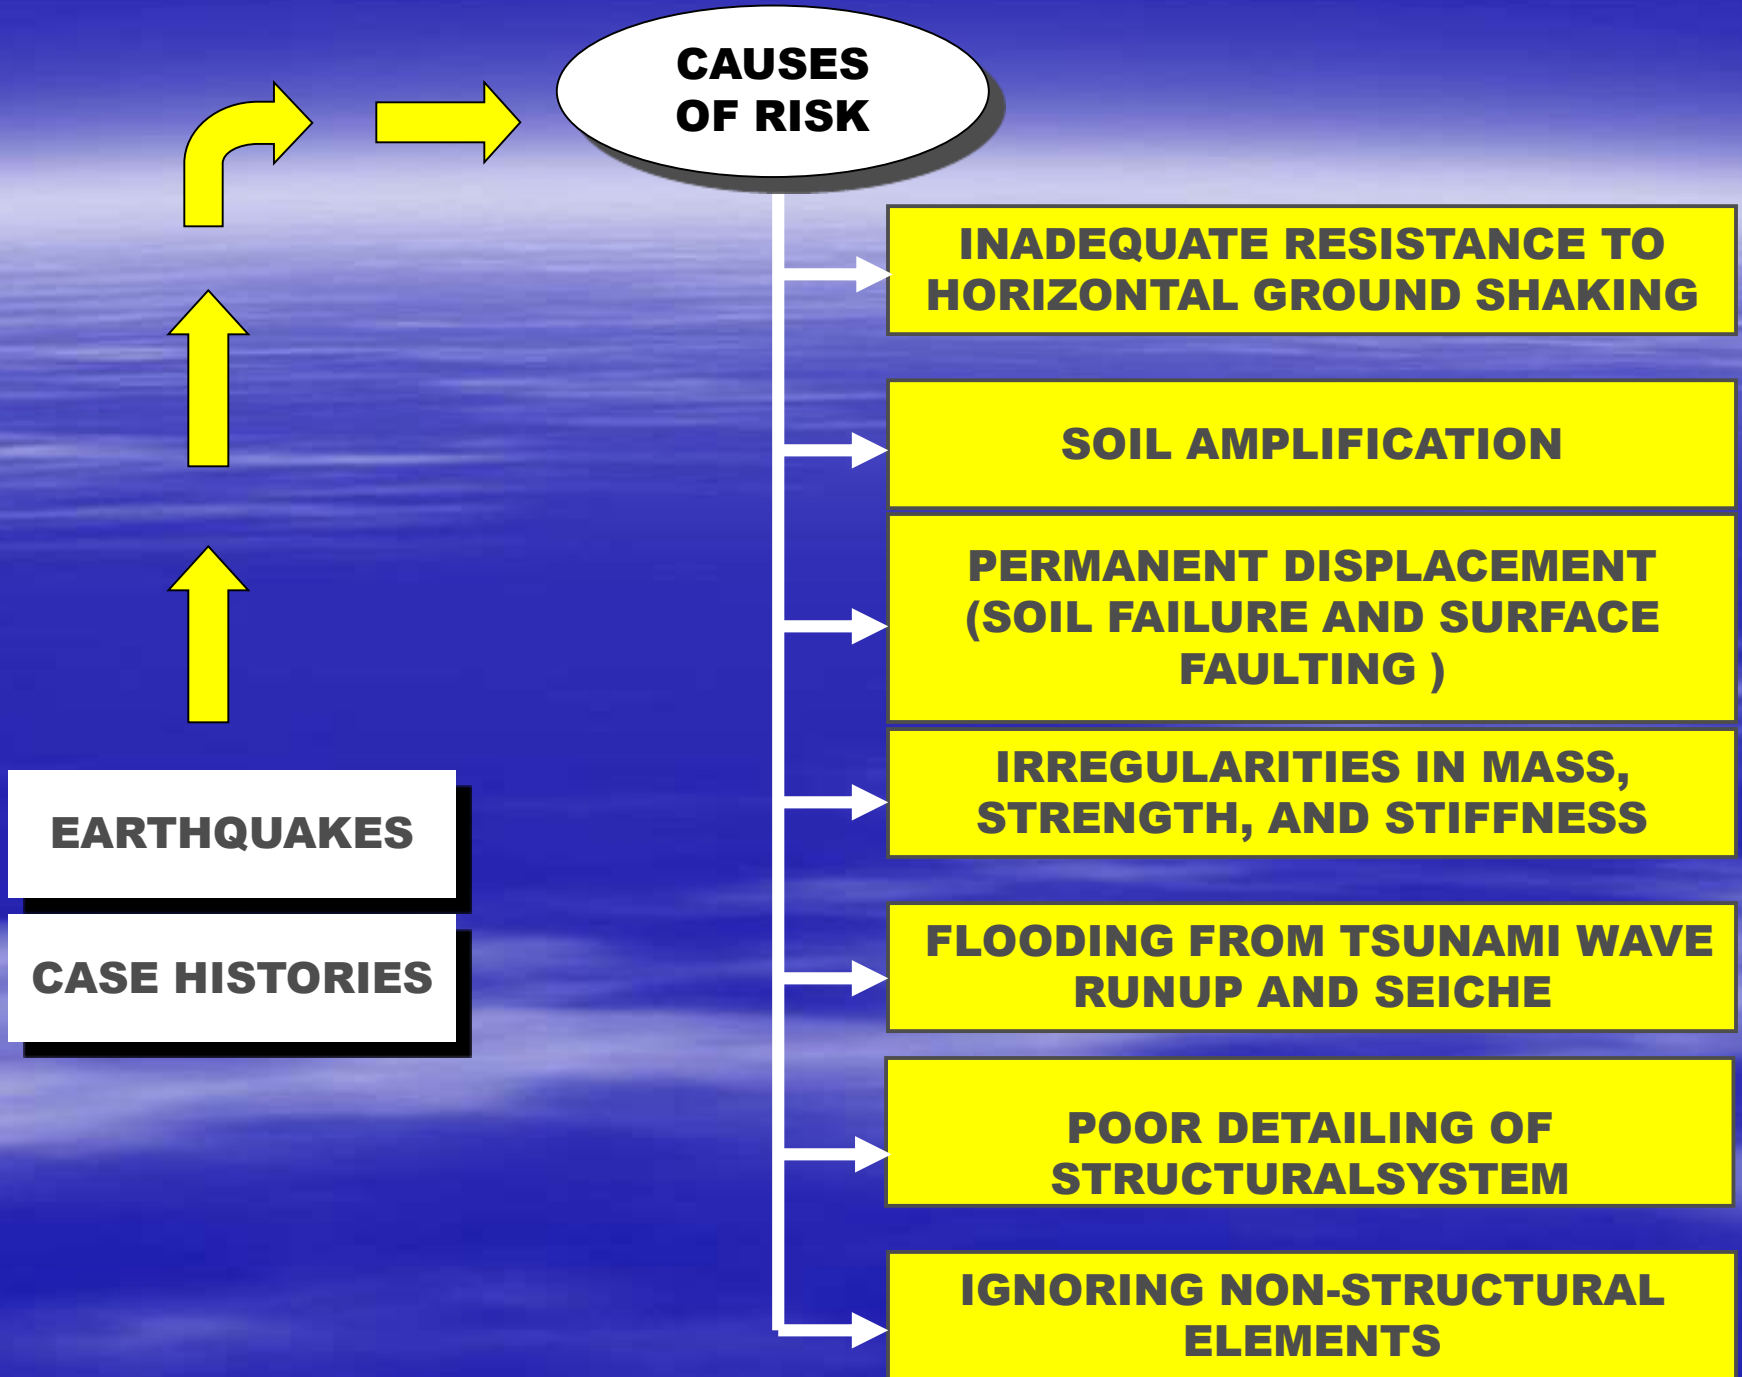 CAUSES
OF RISK
INADEQUATE RESISTANCE TO
HORIZONTAL GROUND SHAKING
SOIL AMPLIFICATION
PERMANENT DISPLACEMENT
(SOIL FAILURE AND SURFACE
FAULTING )
IRREGULARITIES IN MASS,
STRENGTH, AND STIFFNESS
FLOODING FROM TSUNAMI WAVE
RUNUP AND SEICHE
POOR DETAILING OF
STRUCTURALSYSTEM
IGNORING NON-STRUCTURAL
ELEMENTS
EARTHQUAKES
CASE HISTORIES